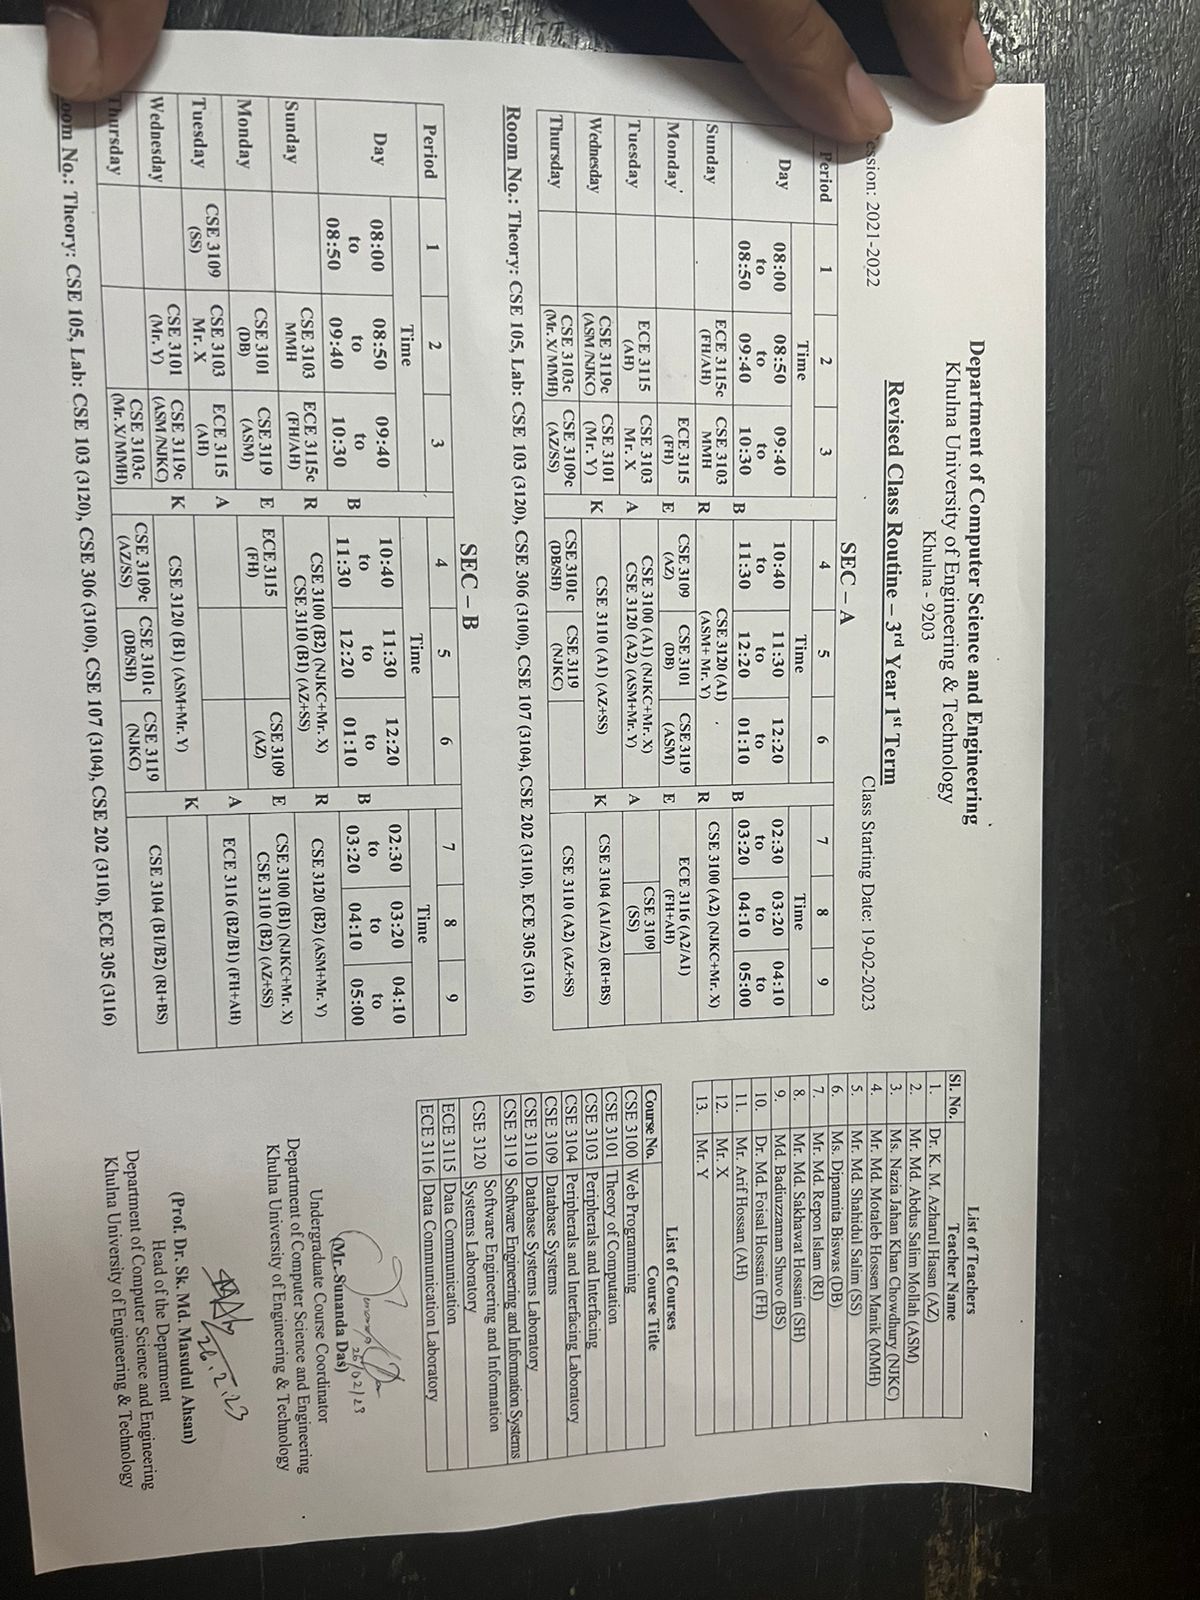 Department of Computer Science and Engineering
Khulna University of Engineering & Technology
Khulna - 9203
Revised Class Routine – 3rd Year 1st Term
ession: 2021-2022
Class Starting Date: 19-02-2023
SEC – A
Period 1 2 3 4 5 6 7 8 9
Time Time Time
Day
08:00 to 08:50 08:50 to 09:40 09:40 to 10:30 10:40 to 11:30 11:30 to 12:20 12:20 to 01:10 02:30 to 03:20 03:20 to 04:10 04:10 to 05:00
BREAK BREAK
Sunday ECE 3115c (FH/AH) CSE 3103 MMH CSE 3120 (A1) (ASM+ Mr. Y) CSE 3100 (A2) (NJKC+Mr. X)
Monday ECE 3115 (FH) CSE 3109 (AZ) CSE 3101 (DB) CSE 3119 (ASM) ECE 3116 (A2/A1) (FH+AH)
Tuesday ECE 3115 (AH) CSE 3103 Mr. X CSE 3100 (A1) (NJKC+Mr. X) CSE 3120 (A2) (ASM+Mr. Y) CSE 3109 (SS)
Wednesday CSE 3119c (ASM /NJKC) CSE 3101 (Mr. Y) CSE 3110 (A1) (AZ+SS) CSE 3104 (A1/A2) (RI+BS)
Thursday CSE 3103c (Mr. X/ MMH) CSE 3109c (AZ/SS) CSE 3101c (DB/SH) CSE 3119 (NJKC) CSE 3110 (A2) (AZ+SS)
Room No.: Theory: CSE 105, Lab: CSE 103 (3120), CSE 306 (3100), CSE 107 (3104), CSE 202 (3110), ECE 305 (3116)
SEC – B
Period 1 2 3 4 5 6 7 8 9
Time Time Time
Day
08:00 to 08:50 08:50 to 09:40 09:40 to 10:30 10:40 to 11:30 11:30 to 12:20 12:20 to 01:10 02:30 to 03:20 03:20 to 04:10 04:10 to 05:00
BREAK BREAK
Sunday CSE 3103 MMH ECE 3115c (FH/AH) CSE 3100 (B2) (NJKC+Mr. X) CSE 3110 (B1) (AZ+SS) CSE 3120 (B2) (ASM+Mr. Y)
Monday CSE 3101 (DB) CSE 3119 (ASM) ECE 3115 (FH) CSE 3109 (AZ) CSE 3100 (B1) (NJKC+Mr. X) CSE 3110 (B2) (AZ+SS)
Tuesday CSE 3109 (SS) CSE 3103 Mr. X ECE 3115 (AH) ECE 3116 (B2/B1) (FH+AH)
Wednesday CSE 3101 (Mr. Y) CSE 3119c (ASM /NJKC) CSE 3120 (B1) (ASM+Mr. Y)
Thursday CSE 3103c (Mr. X/ MMH) CSE 3109c (AZ/SS) CSE 3101c (DB/SH) CSE 3119 (NJKC) CSE 3104 (B1/B2) (RI+BS)
oom No.: Theory: CSE 105, Lab: CSE 103 (3120), CSE 306 (3100), CSE 107 (3104), CSE 202 (3110), ECE 305 (3116)
List of Teachers
Sl. No. Teacher Name
1. Dr. K. M. Azharul Hasan (AZ)
2. Mr. Md. Abdus Salim Mollah (ASM)
3. Ms. Nazia Jahan Khan Chowdhury (NJKC)
4. Mr. Md. Motaleb Hossen Manik (MMH)
5. Mr. Md. Shahidul Salim (SS)
6. Ms. Dipannita Biswas (DB)
7. Mr. Md. Repon Islam (RI)
8. Mr. Md. Sakhawat Hossain (SH)
9. Md. Badiuzzaman Shuvo (BS)
10. Dr. Md. Foisal Hossain (FH)
11. Mr. Arif Hossan (AH)
12. Mr. X
13. Mr. Y
List of Courses
Course No. Course Title
CSE 3100 Web Programming
CSE 3101 Theory of Computation
CSE 3103 Peripherals and Interfacing
CSE 3104 Peripherals and Interfacing Laboratory
CSE 3109 Database Systems
CSE 3110 Database Systems Laboratory
CSE 3119 Software Engineering and Information Systems
CSE 3120 Software Engineering and Information
Systems Laboratory
ECE 3115 Data Communication
ECE 3116 Data Communication Laboratory
26/02/23
(Mr. Sunanda Das)
Undergraduate Course Coordinator
Department of Computer Science and Engineering
Khulna University of Engineering & Technology
26.2.23
(Prof. Dr. Sk. Md. Masudul Ahsan)
Head of the Department
Department of Computer Science and Engineering
Khulna University of Engineering & Technology